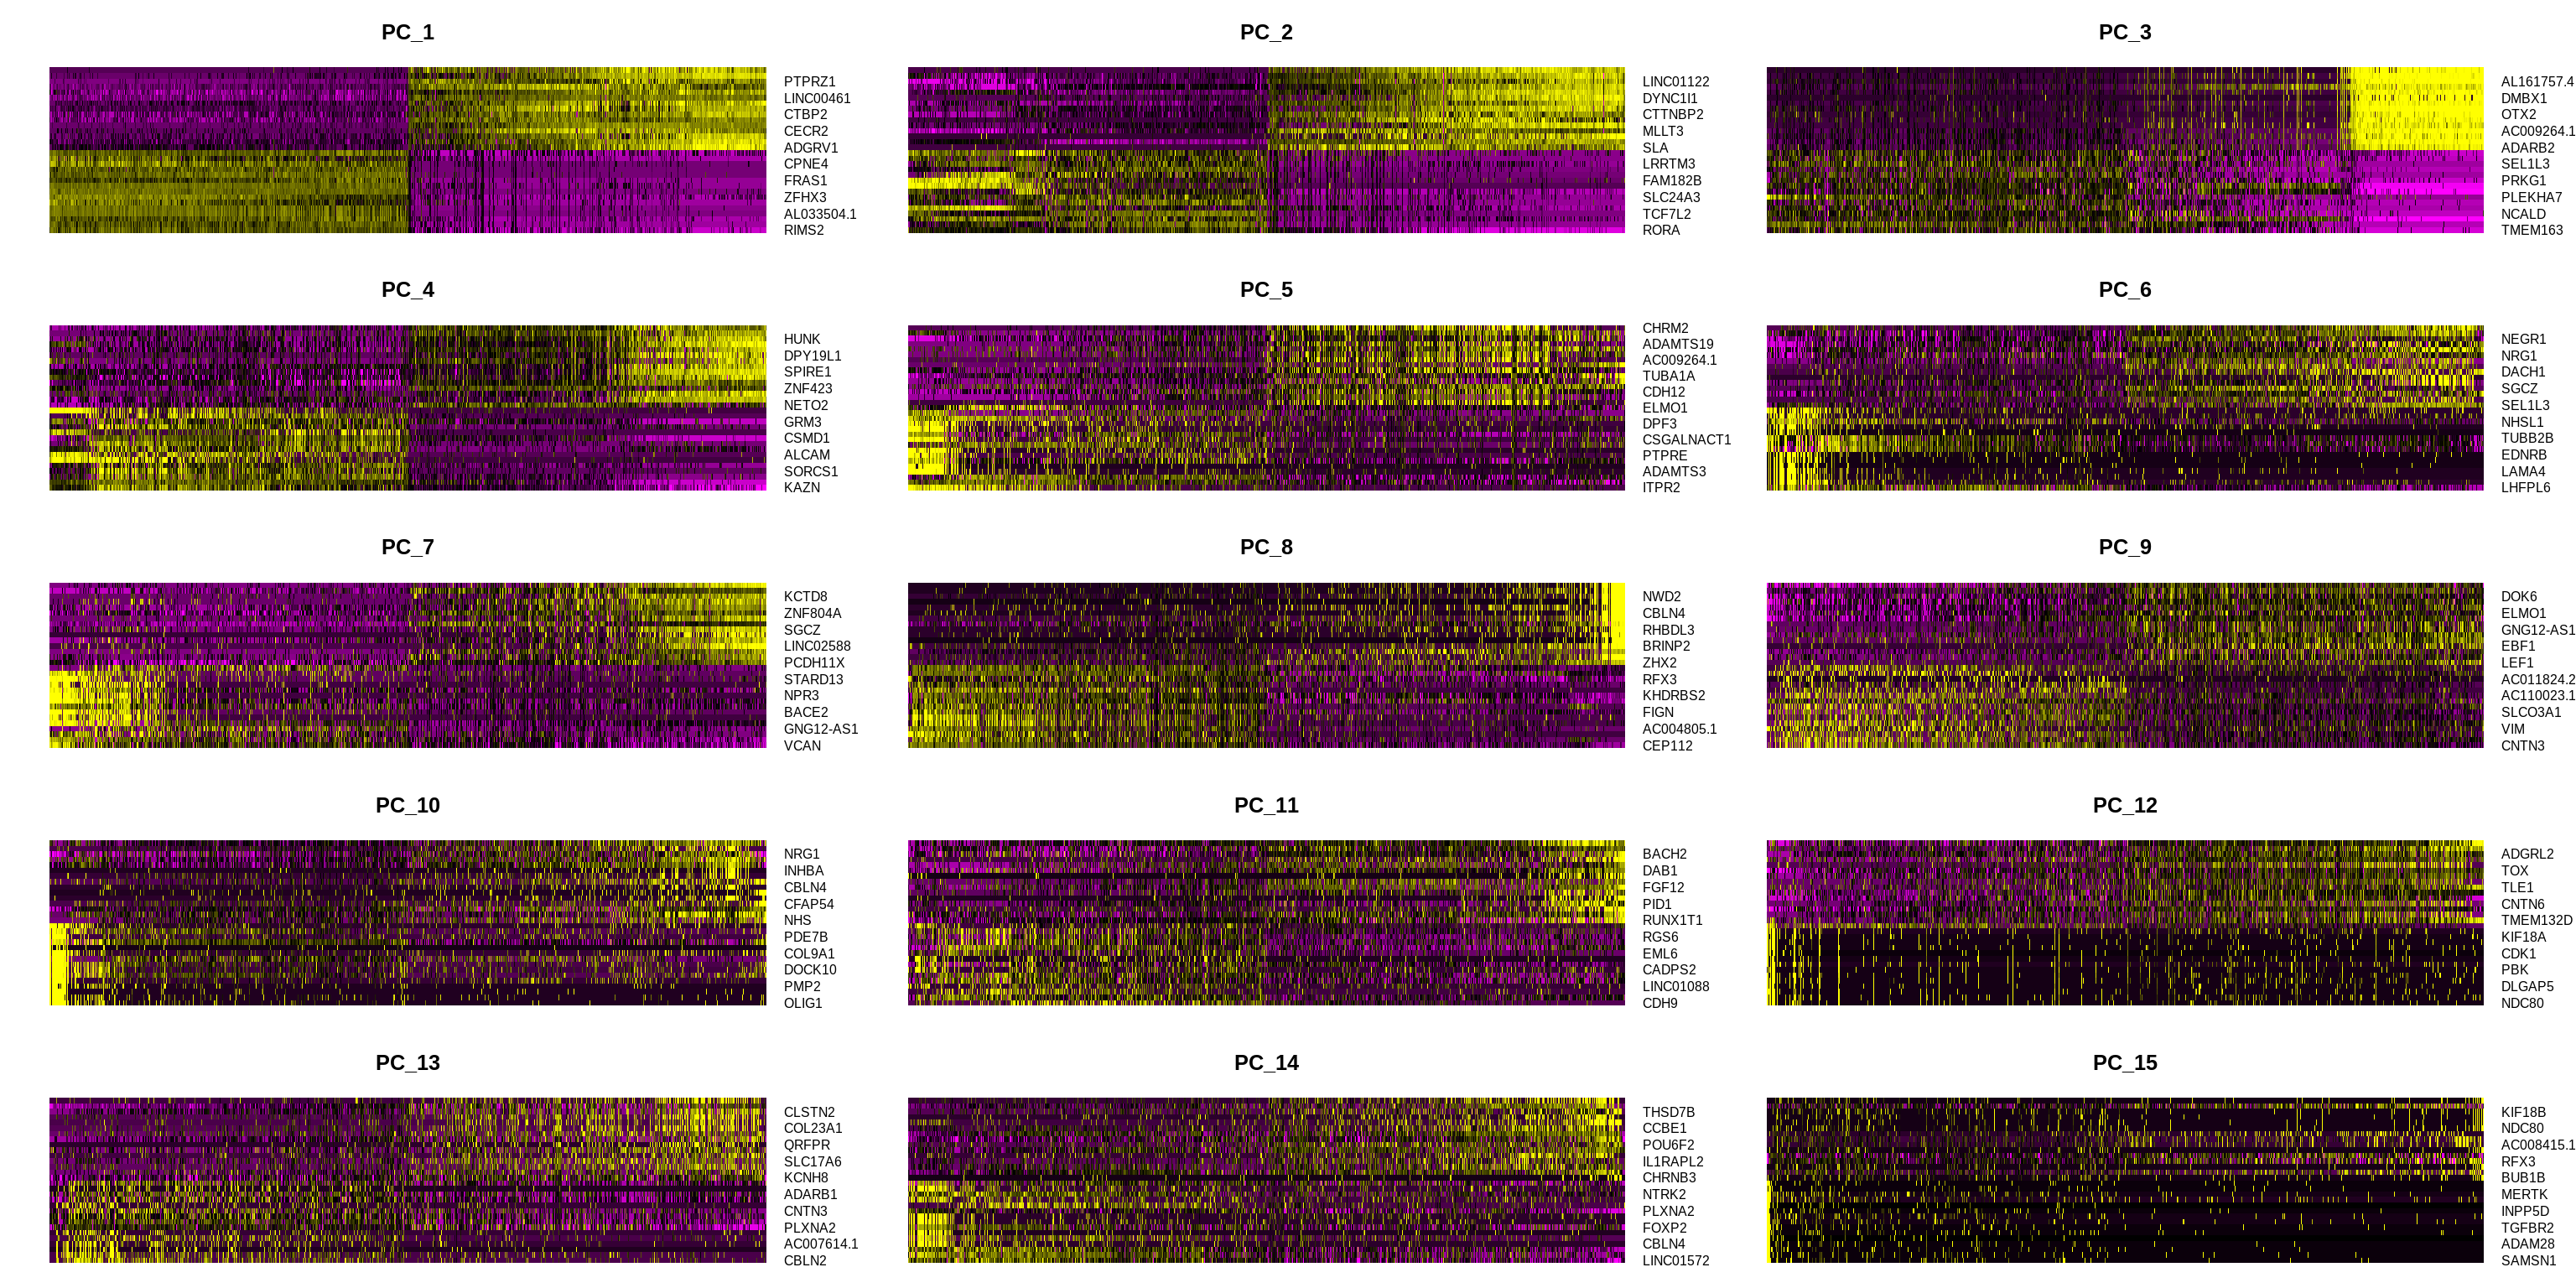 PC_1
PTPRZ1
LINC00461
CTBP2
CECR2
ADGRV1
CPNE4
FRAS1
ZFHX3
AL033504.1
RIMS2
PC_2
LINC01122
DYNC1I1
CTTNBP2
MLLT3
SLA
LRRTM3
FAM182B
SLC24A3
TCF7L2
RORA
PC_3
AL161757.4
DMBX1
OTX2
AC009264.1
ADARB2
SEL1L3
PRKG1
PLEKHA7
NCALD
TMEM163
PC_4
HUNK
DPY19L1
SPIRE1
ZNF423
NETO2
GRM3
CSMD1
ALCAM
SORCS1
KAZN
PC_5
CHRM2
ADAMTS19
AC009264.1
TUBA1A
CDH12
ELMO1
DPF3
CSGALNACT1
PTPRE
ADAMTS3
ITPR2
PC_6
NEGR1
NRG1
DACH1
SGCZ
SEL1L3
NHSL1
TUBB2B
EDNRB
LAMA4
LHFPL6
PC_7
KCTD8
ZNF804A
SGCZ
LINC02588
PCDH11X
STARD13
NPR3
BACE2
GNG12-AS1
VCAN
PC_8
NWD2
CBLN4
RHBDL3
BRINP2
ZHX2
RFX3
KHDRBS2
FIGN
AC004805.1
CEP112
PC_9
DOK6
ELMO1
GNG12-AS1
EBF1
LEF1
AC011824.2
AC110023.1
SLCO3A1
VIM
CNTN3
PC_10
NRG1
INHBA
CBLN4
CFAP54
NHS
PDE7B
COL9A1
DOCK10
PMP2
OLIG1
PC_11
BACH2
DAB1
FGF12
PID1
RUNX1T1
RGS6
EML6
CADPS2
LINC01088
CDH9
PC_12
ADGRL2
TOX
TLE1
CNTN6
TMEM132D
KIF18A
CDK1
PBK
DLGAP5
NDC80
PC_13
CLSTN2
COL23A1
QRFPR
SLC17A6
KCNH8
ADARB1
CNTN3
PLXNA2
AC007614.1
CBLN2
PC_14
THSD7B
CCBE1
POU6F2
IL1RAPL2
CHRNB3
NTRK2
PLXNA2
FOXP2
CBLN4
LINC01572
PC_15
KIF18B
NDC80
AC008415.1
RFX3
BUB1B
MERTK
INPP5D
TGFBR2
ADAM28
SAMSN1